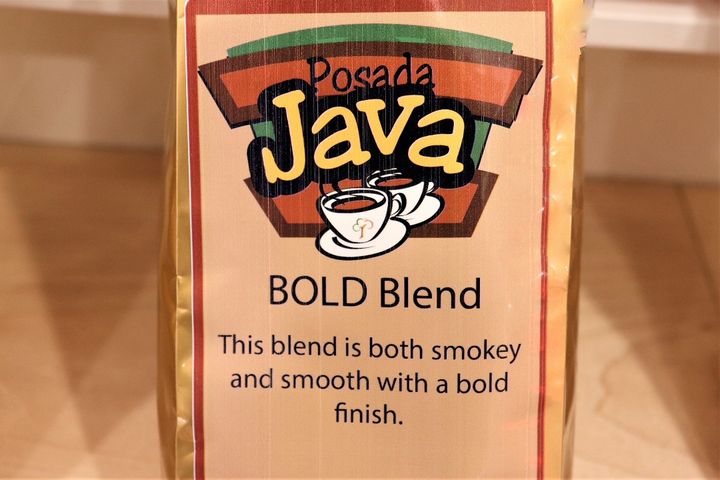 Posada
Java
BOLD Blend
This blend is both smokey
and smooth with a bold
finish.